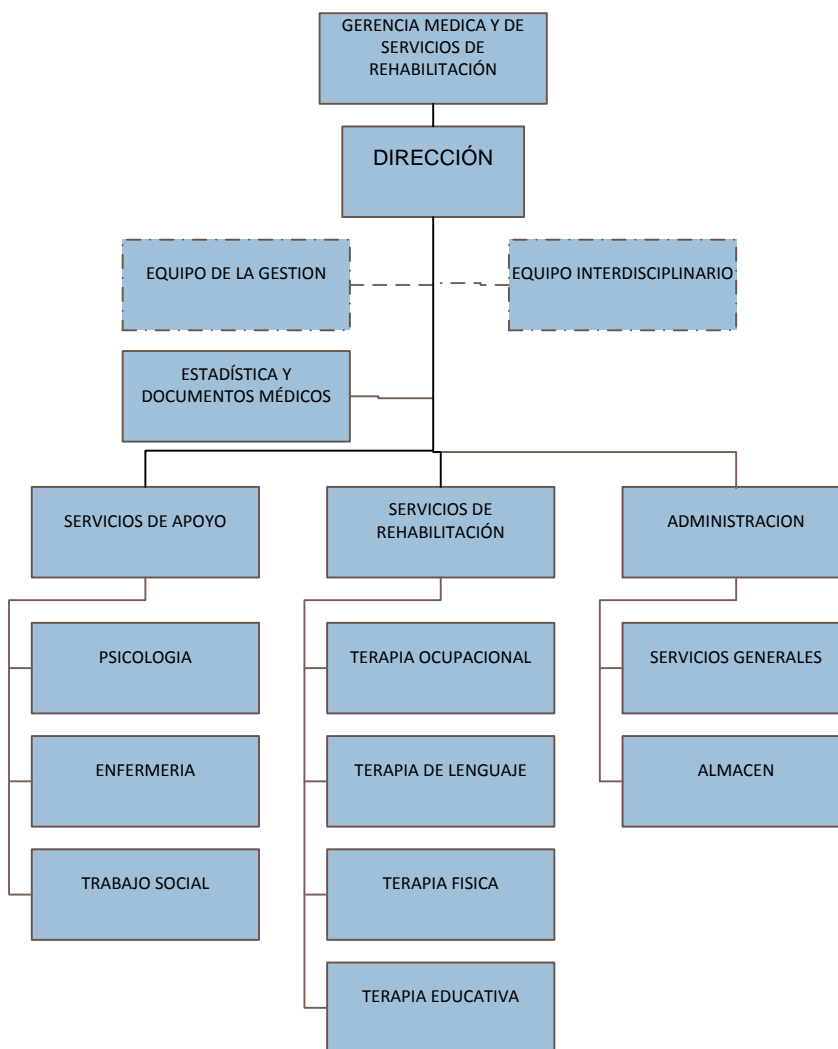 GERENCIA MEDICA Y DE
SERVICIOS DE
REHABILITACIÓN
DIRECCIÓN
EQUIPO DE LA GESTION
EQUIPO INTERDISCIPLINARIO
ESTADÍSTICA Y
DOCUMENTOS MÉDICOS
SERVICIOS DE APOYO
SERVICIOS DE
REHABILITACIÓN
ADMINISTRACION
PSICOLOGIA
TERAPIA OCUPACIONAL
SERVICIOS GENERALES
ENFERMERIA
TERAPIA DE LENGUAJE
ALMACEN
TRABAJO SOCIAL
TERAPIA FISICA
TERAPIA EDUCATIVA